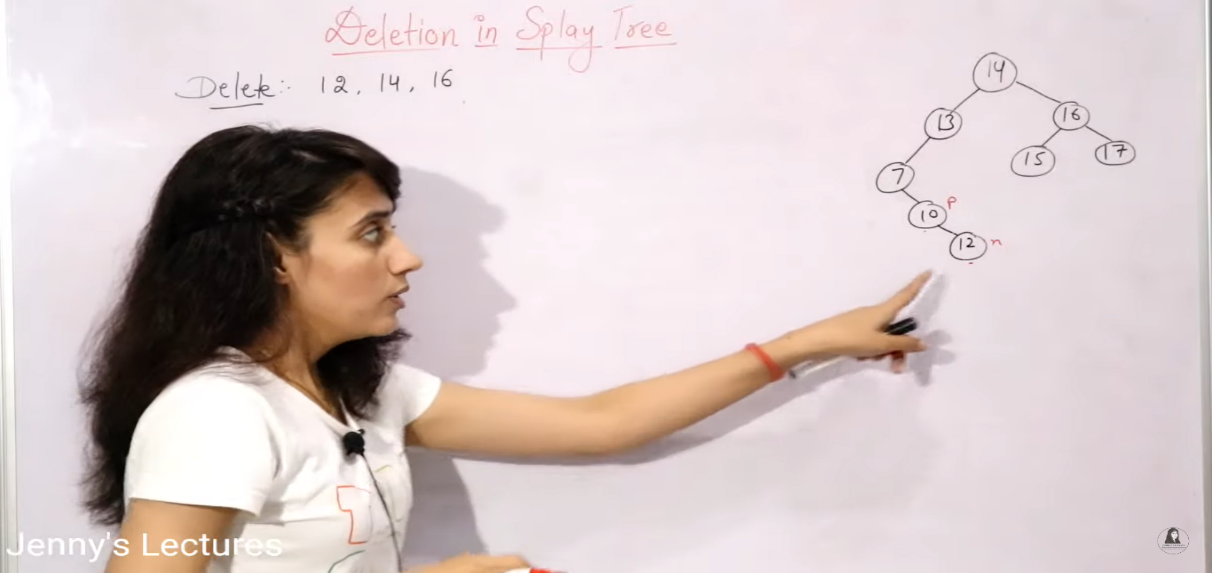 Deletion in Splay Tree
Delete:- 12, 14, 16
14
13
16
15
17
7
10 p
12 n
Jenny's Lectures